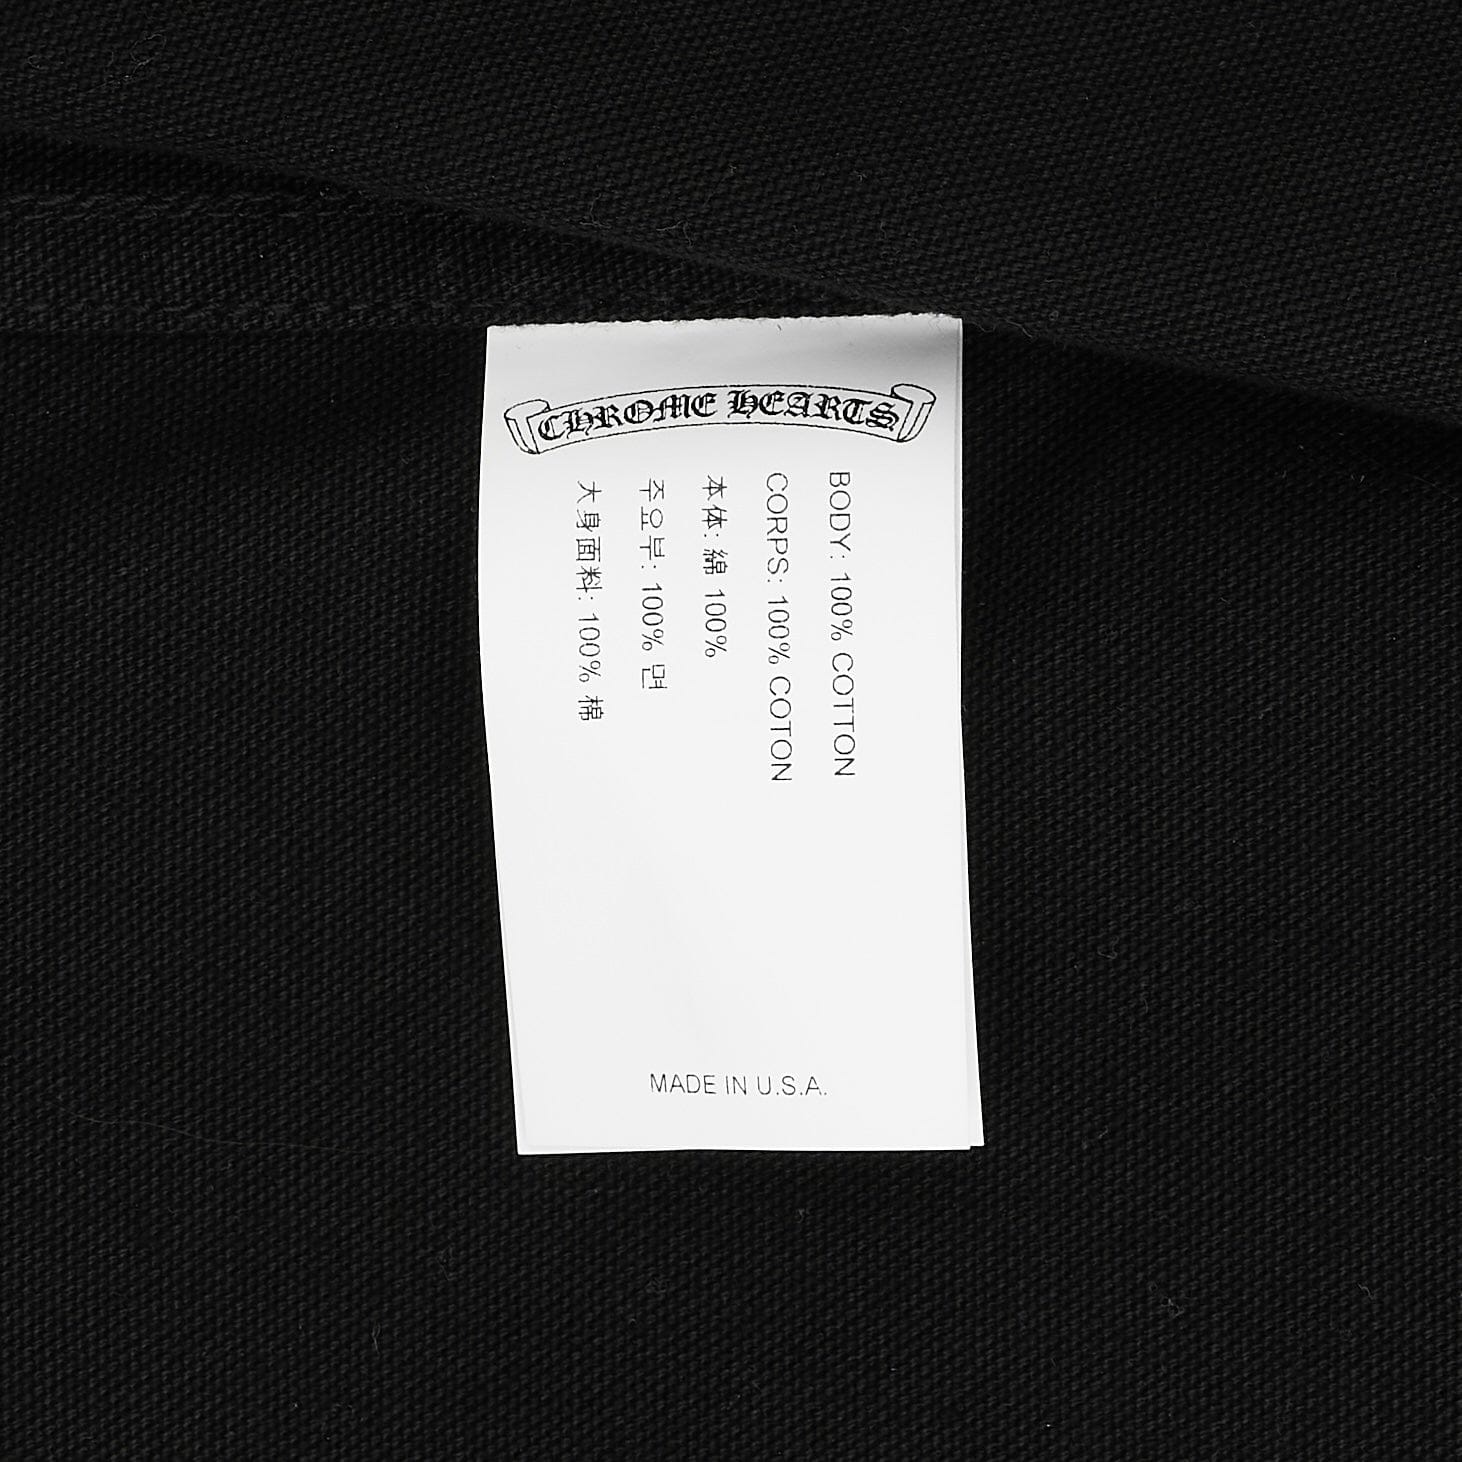 CHROME HEARTS
BODY: 100% COTTON
CORPS: 100% COTON
本体: 綿 100%
주요부: 100% 면
大身面料: 100% 棉
MADE IN U.S.A.